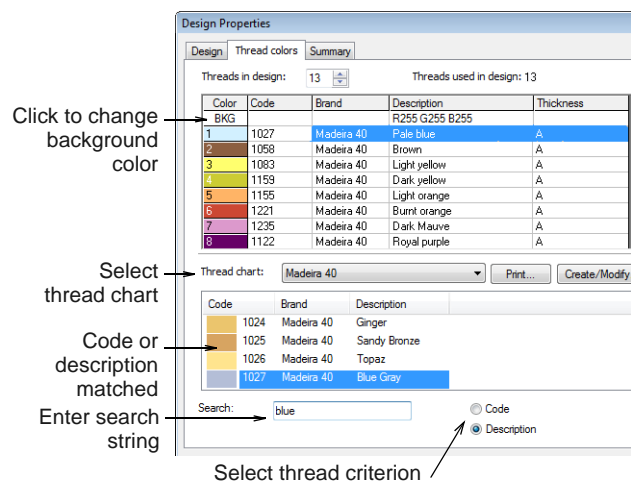 Design Properties
Design Thread colors Summary
Threads in design: 13 Threads used in design: 13
Color Code Brand Description Thickness
BKG R255 G255 B255
1 1027 Madeira 40 Pale blue A
2 1058 Madeira 40 Brown A
3 1083 Madeira 40 Light yellow A
4 1159 Madeira 40 Dark yellow A
5 1155 Madeira 40 Light orange A
6 1221 Madeira 40 Burnt orange A
7 1235 Madeira 40 Dark Mauve A
8 1122 Madeira 40 Royal purple A
Click to change
background
color
Select
thread chart
Thread chart: Madeira 40 Print... Create/Modify
Code Brand Description
1024 Madeira 40 Ginger
1025 Madeira 40 Sandy Bronze
1026 Madeira 40 Topaz
1027 Madeira 40 Blue Gray
Code or
description
matched
Enter search
string
Search: blue Code
Description
Select thread criterion